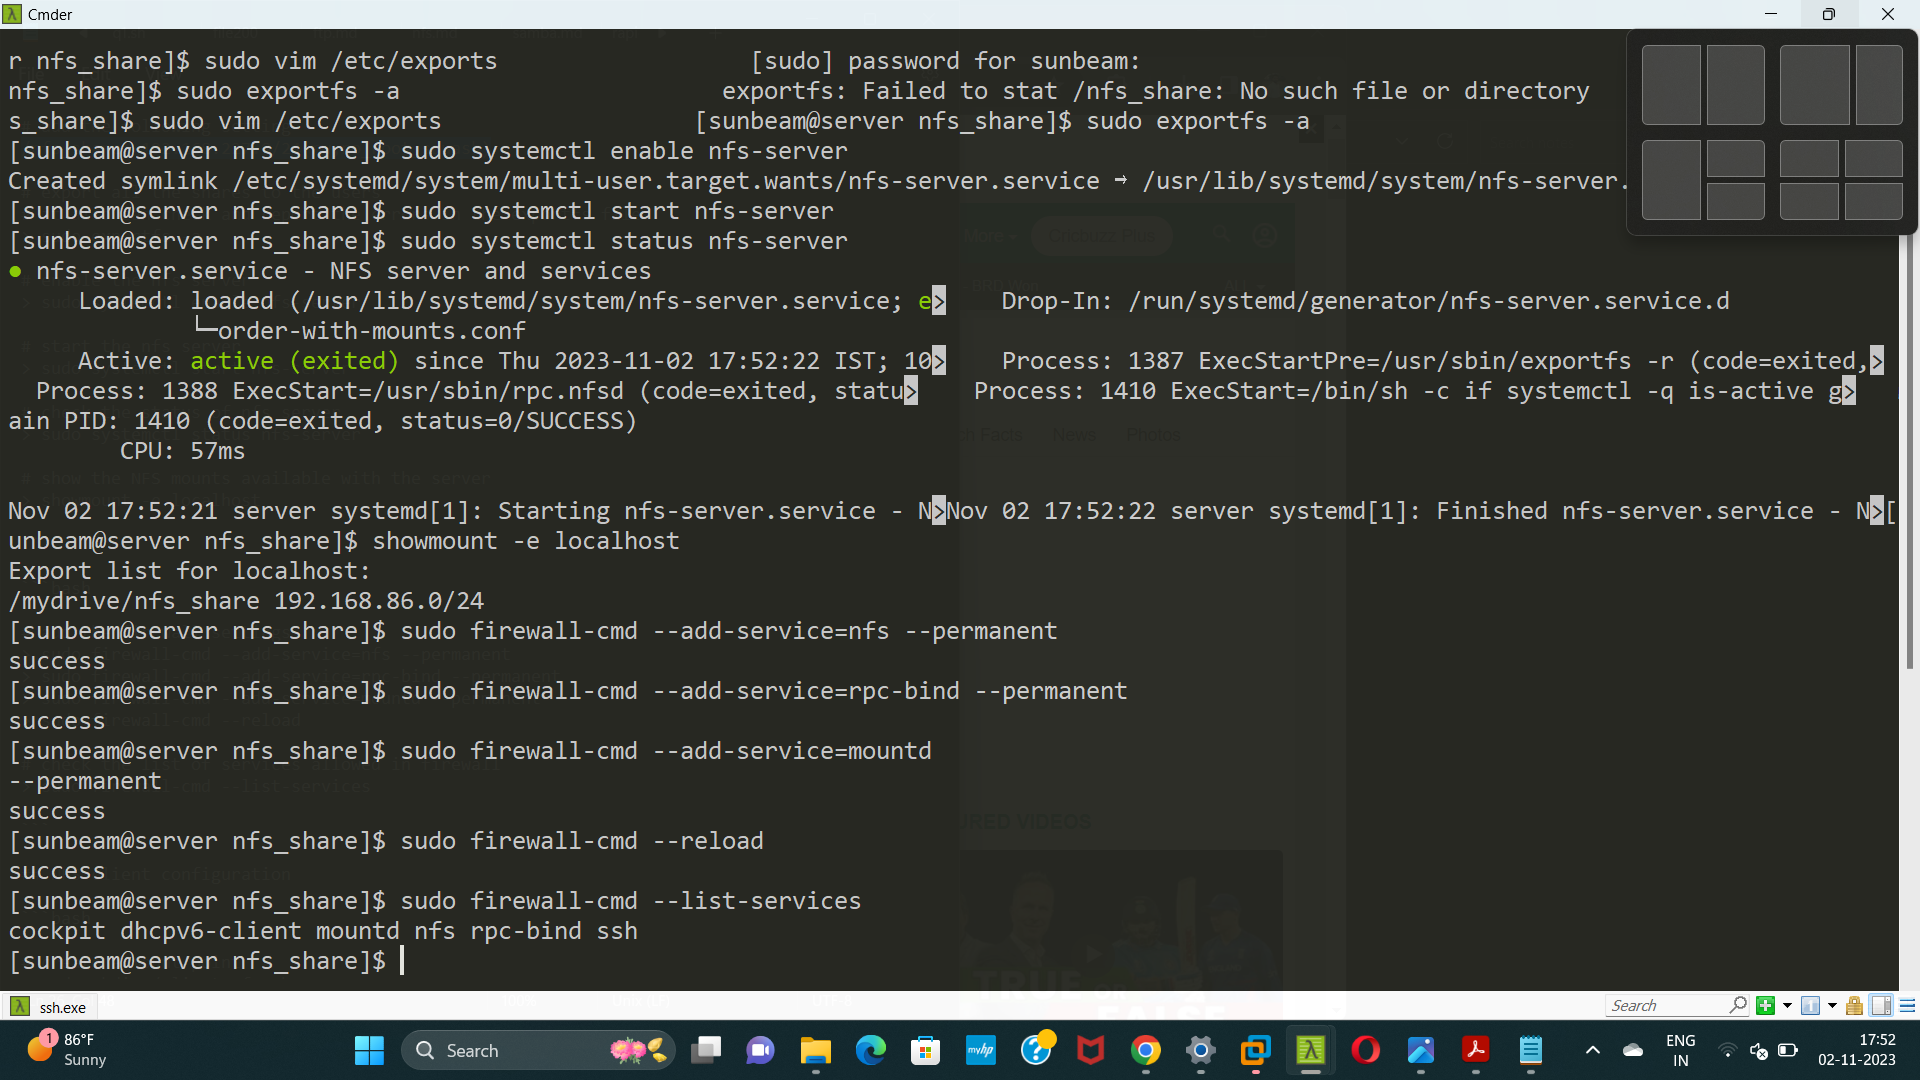 Cmder
r nfs_share]$ sudo vim /etc/exports [sudo] password for sunbeam:
nfs_share]$ sudo exportfs -a exportfs: Failed to stat /nfs_share: No such file or directory
s_share]$ sudo vim /etc/exports [sunbeam@server nfs_share]$ sudo exportfs -a
[sunbeam@server nfs_share]$ sudo systemctl enable nfs-server
Created symlink /etc/systemd/system/multi-user.target.wants/nfs-server.service → /usr/lib/systemd/system/nfs-server.
[sunbeam@server nfs_share]$ sudo systemctl start nfs-server
[sunbeam@server nfs_share]$ sudo systemctl status nfs-server
● nfs-server.service - NFS server and services
Loaded: loaded (/usr/lib/systemd/system/nfs-server.service; e> Drop-In: /run/systemd/generator/nfs-server.service.d
└─order-with-mounts.conf
Active: active (exited) since Thu 2023-11-02 17:52:22 IST; 10> Process: 1387 ExecStartPre=/usr/sbin/exportfs -r (code=exited,>
Process: 1388 ExecStart=/usr/sbin/rpc.nfsd (code=exited, statu> Process: 1410 ExecStart=/bin/sh -c if systemctl -q is-active g>
ain PID: 1410 (code=exited, status=0/SUCCESS)
CPU: 57ms
Nov 02 17:52:21 server systemd[1]: Starting nfs-server.service - N>Nov 02 17:52:22 server systemd[1]: Finished nfs-server.service - N>[
unbeam@server nfs_share]$ showmount -e localhost
Export list for localhost:
/mydrive/nfs_share 192.168.86.0/24
[sunbeam@server nfs_share]$ sudo firewall-cmd --add-service=nfs --permanent
success
[sunbeam@server nfs_share]$ sudo firewall-cmd --add-service=rpc-bind --permanent
success
[sunbeam@server nfs_share]$ sudo firewall-cmd --add-service=mountd
--permanent
success
[sunbeam@server nfs_share]$ sudo firewall-cmd --reload
success
[sunbeam@server nfs_share]$ sudo firewall-cmd --list-services
cockpit dhcpv6-client mountd nfs rpc-bind ssh
[sunbeam@server nfs_share]$
ssh.exe
Search
1
86°F
Sunny
Search
myhp
ENG
IN
17:52
02-11-2023